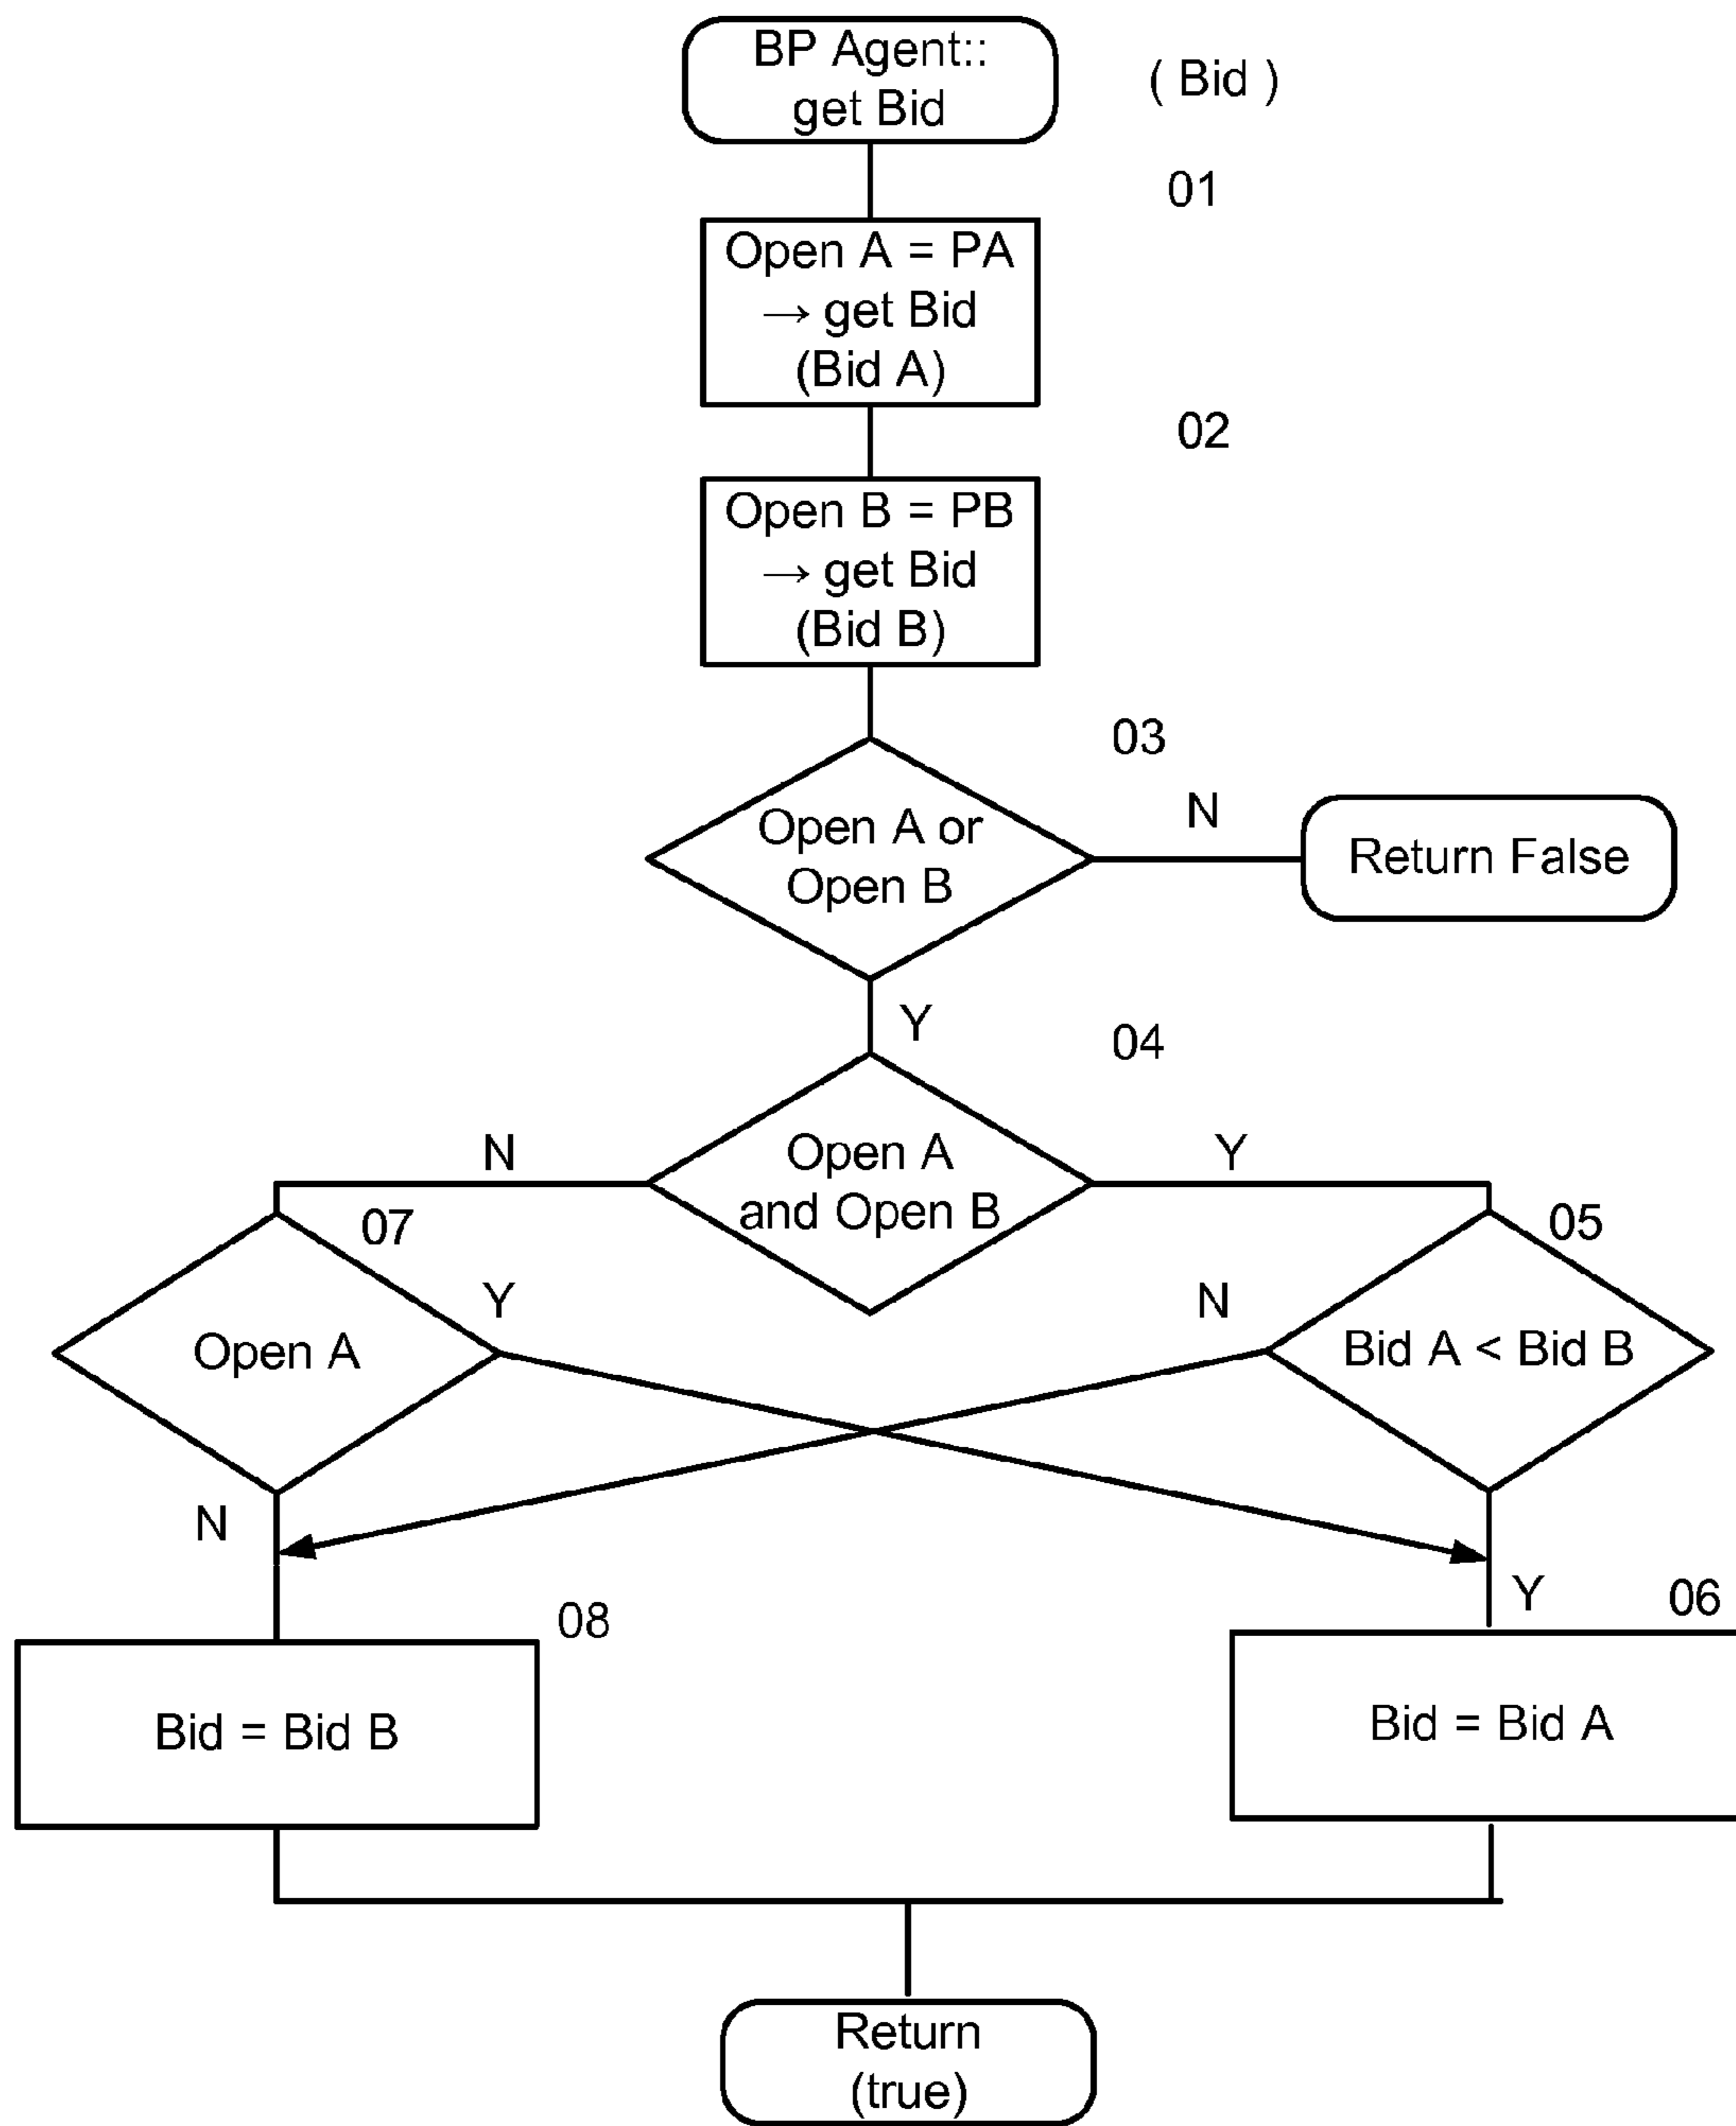 BP Agent::
get Bid
( Bid )
01
Open A = PA
→ get Bid
(Bid A)
02
Open B = PB
→ get Bid
(Bid B)
03
Open A or
Open B
N
Return False
Y
04
Open A
and Open B
N
Y
07
Open A
Y
N
05
Bid A < Bid B
N
Y
08
Bid = Bid B
06
Bid = Bid A
Return
(true)